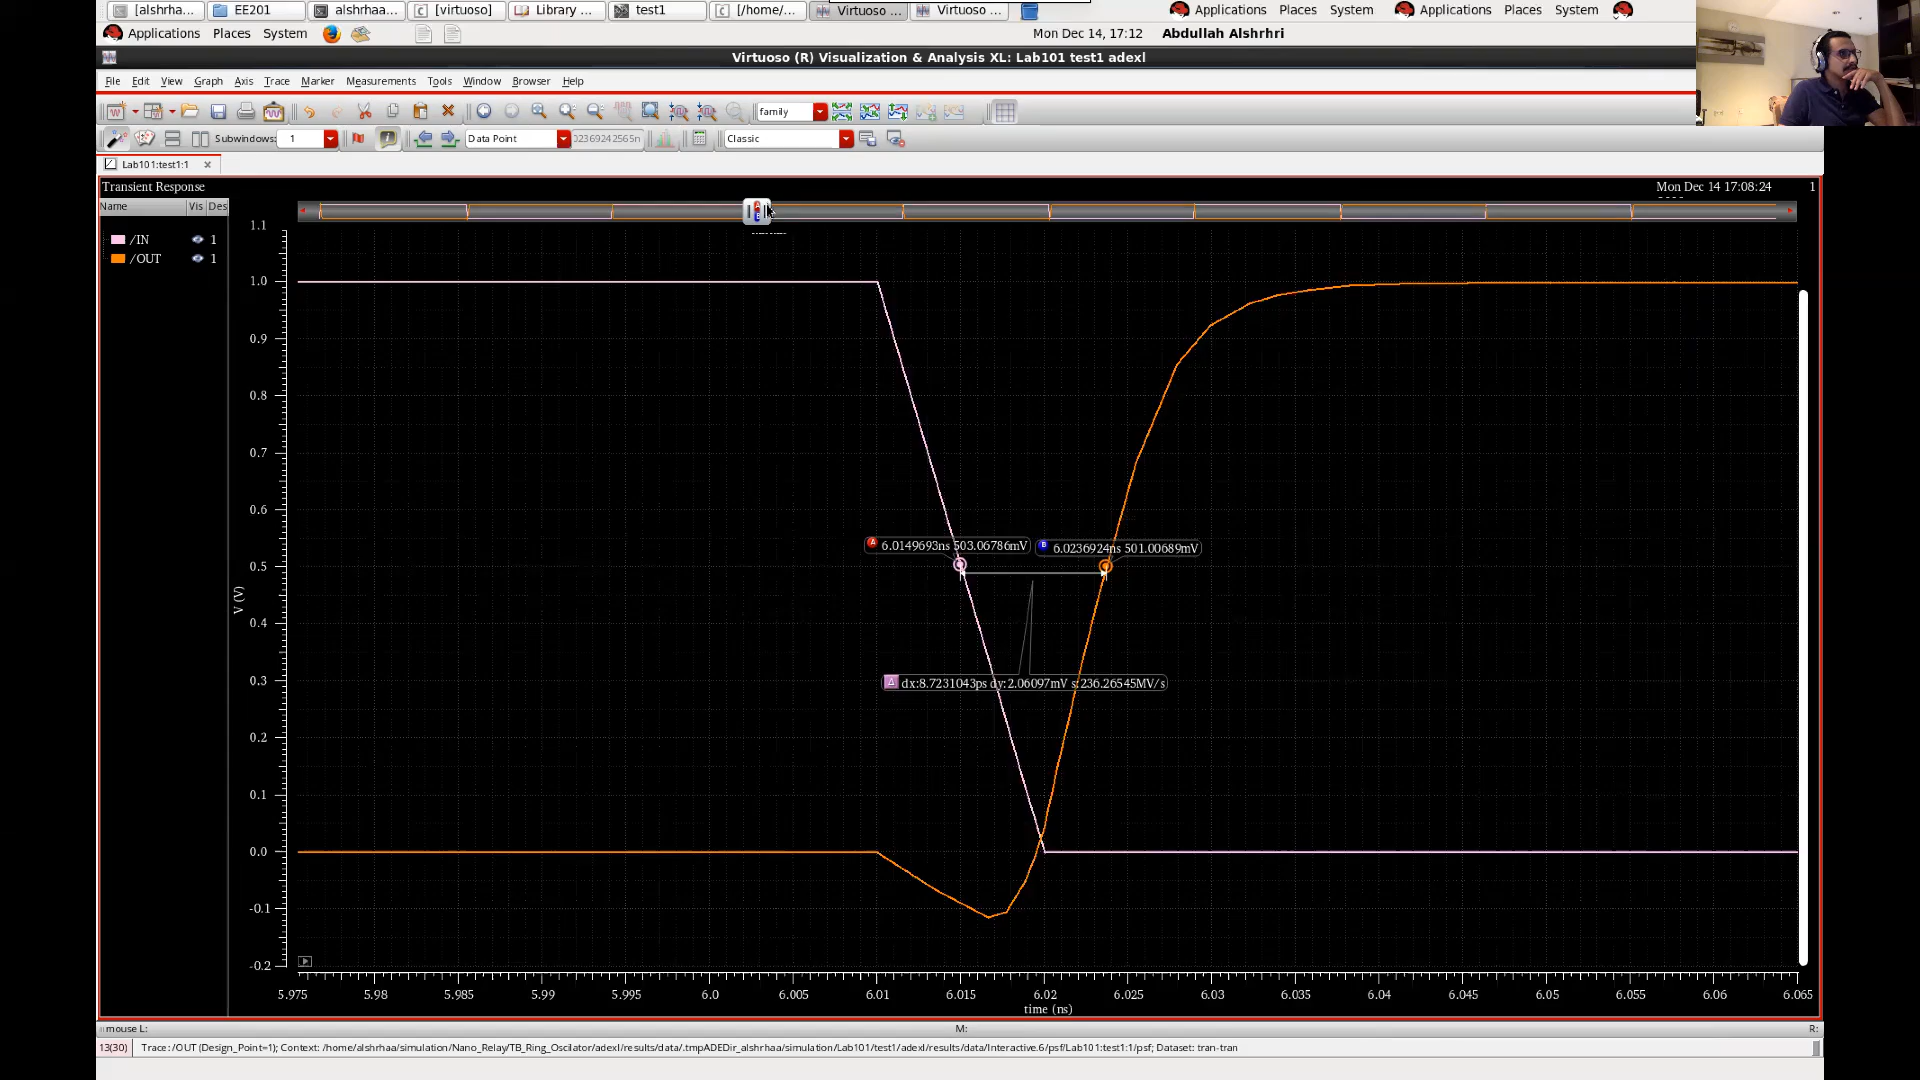 [alshrha...
EE201
alshrhaa...
[virtuoso]
Library ...
test1
[/home/...
Virtuoso ...
Virtuoso ...
Applications Places System
Applications Places System
Applications Places System
Mon Dec 14, 17:12 Abdullah Alshrhri
Virtuoso (R) Visualization & Analysis XL: Lab101 test1 adexl
File Edit View Graph Axis Trace Marker Measurements Tools Window Browser Help
family
Subwindows: 1
Data Point
02369242565n
Classic
Lab101:test1:1
Transient Response
Mon Dec 14 17:08:24 1
Name Vis Des
/IN 1
/OUT 1
1.1
1.0
0.9
0.8
0.7
0.6
0.5
0.4
0.3
0.2
0.1
0.0
-0.1
-0.2
V (V)
A 6.0149693ns 503.06786mV
B 6.0236924ns 501.00689mV
dx:8.7231043ps dy:2.06097mV s:236.26545MV/s
5.975 5.98 5.985 5.99 5.995 6.0 6.005 6.01 6.015 6.02 6.025 6.03 6.035 6.04 6.045 6.05 6.055 6.06 6.065
time (ns)
mouse L: M: R:
13(30) Trace: /OUT (Design_Point=1); Context: /home/alshrhaa/simulation/Nano_Relay/TB_Ring_Oscilator/adexl/results/data/.tmpADEDir_alshrhaa/simulation/Lab101/test1/adexl/results/data/Interactive.6/psf/Lab101:test1:1/psf; Dataset: tran-tran